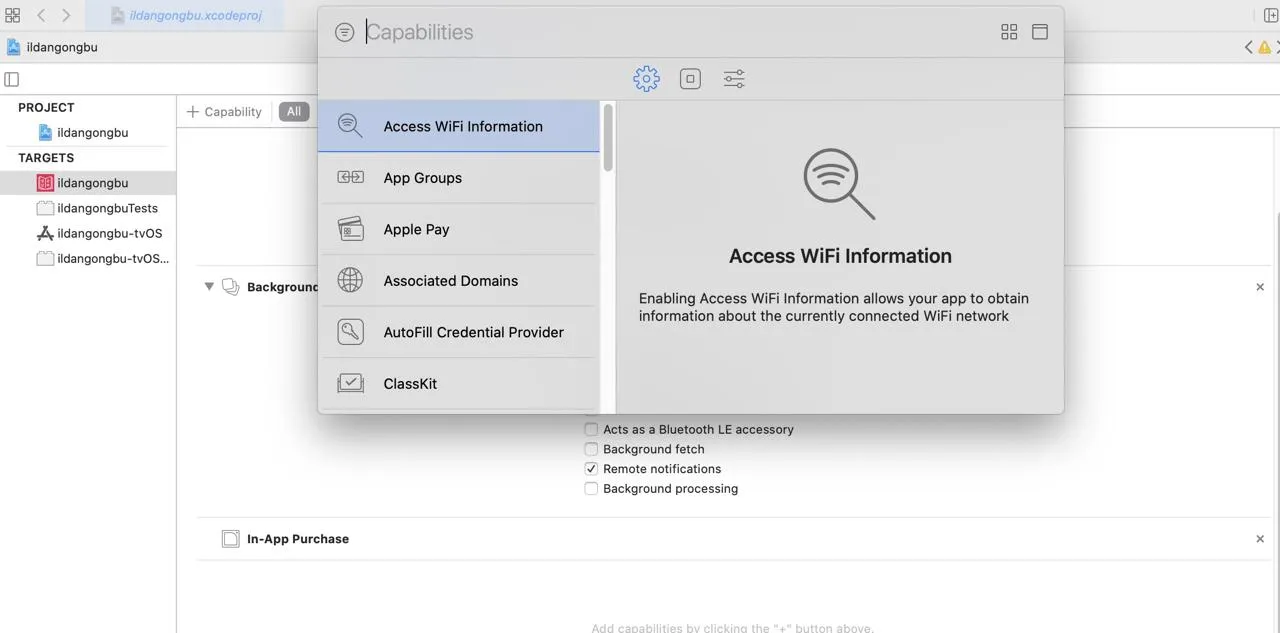 ildangongbu.xcodeproj
Capabilities
ildangongbu
PROJECT
ildangongbu
TARGETS
ildangongbu
ildangongbuTests
ildangongbu-tvOS
ildangongbu-tvOS...
+ Capability
All
Access WiFi Information
App Groups
Apple Pay
Associated Domains
AutoFill Credential Provider
ClassKit
Access WiFi Information
Enabling Access WiFi Information allows your app to obtain
information about the currently connected WiFi network
Background
Acts as a Bluetooth LE accessory
Background fetch
Remote notifications
Background processing
In-App Purchase
Add capabilities by clicking the "+" button above.